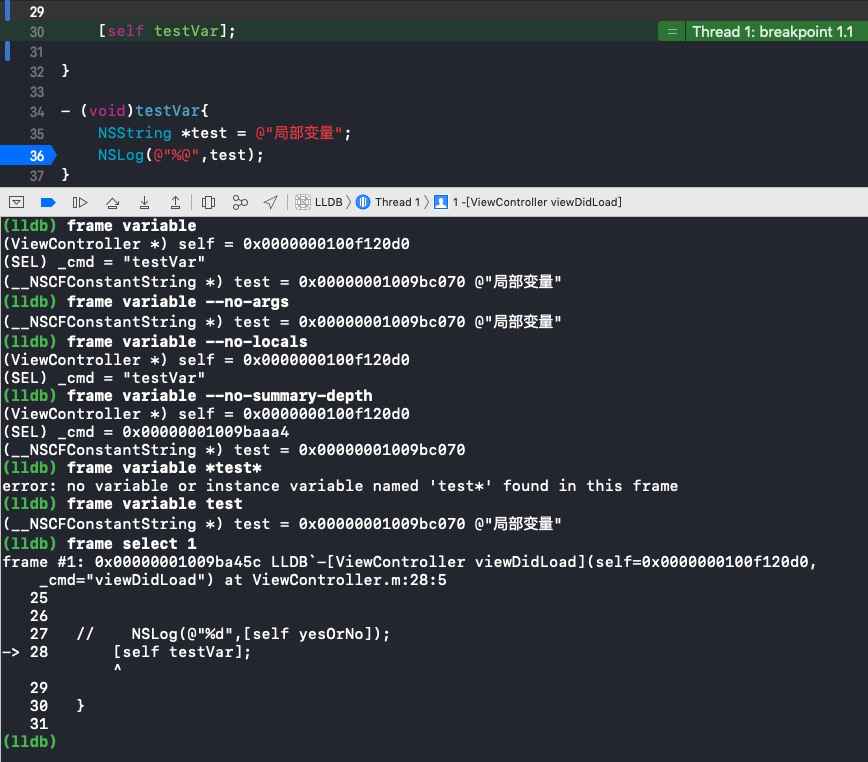 29
30 [self testVar]; = Thread 1: breakpoint 1.1
31
32 }
33
34 - (void)testVar{
35 NSString *test = @"局部变量";
36 NSLog(@"%@",test);
37 }
LLDB 〉 Thread 1 〉 1 -[ViewController viewDidLoad]
(lldb) frame variable
(ViewController *) self = 0x0000000100f120d0
(SEL) _cmd = "testVar"
(__NSCFConstantString *) test = 0x00000001009bc070 @"局部变量"
(lldb) frame variable --no-args
(__NSCFConstantString *) test = 0x00000001009bc070 @"局部变量"
(lldb) frame variable --no-locals
(ViewController *) self = 0x0000000100f120d0
(SEL) _cmd = "testVar"
(lldb) frame variable --no-summary-depth
(ViewController *) self = 0x0000000100f120d0
(SEL) _cmd = 0x00000001009baaa4
(__NSCFConstantString *) test = 0x00000001009bc070
(lldb) frame variable *test*
error: no variable or instance variable named 'test*' found in this frame
(lldb) frame variable test
(__NSCFConstantString *) test = 0x00000001009bc070 @"局部变量"
(lldb) frame select 1
frame #1: 0x00000001009ba45c LLDB`-[ViewController viewDidLoad](self=0x0000000100f120d0,
_cmd="viewDidLoad") at ViewController.m:28:5
25
26
27 // NSLog(@"%d",[self yesOrNo]);
-> 28 [self testVar];
^
29
30 }
31
(lldb)